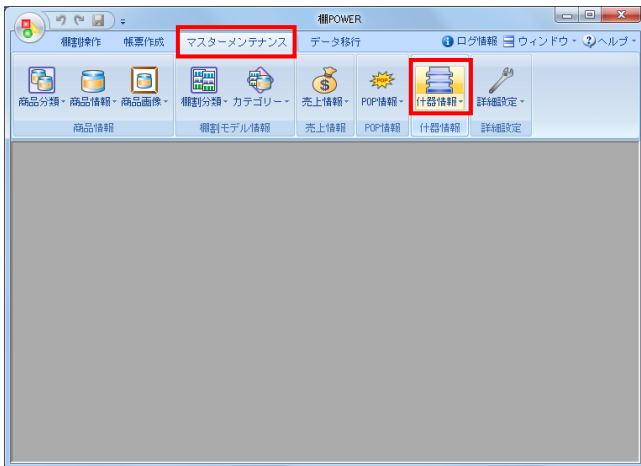 棚POWER
棚割操作 帳票作成 マスターメンテナンス データ移行 ログ情報 ウィンドウ ヘルプ
商品分類 商品情報 商品画像 棚割分類 カテゴリー 売上情報 POP情報 什器情報 詳細設定
商品情報 棚割モデル情報 売上情報 POP情報 什器情報 詳細設定